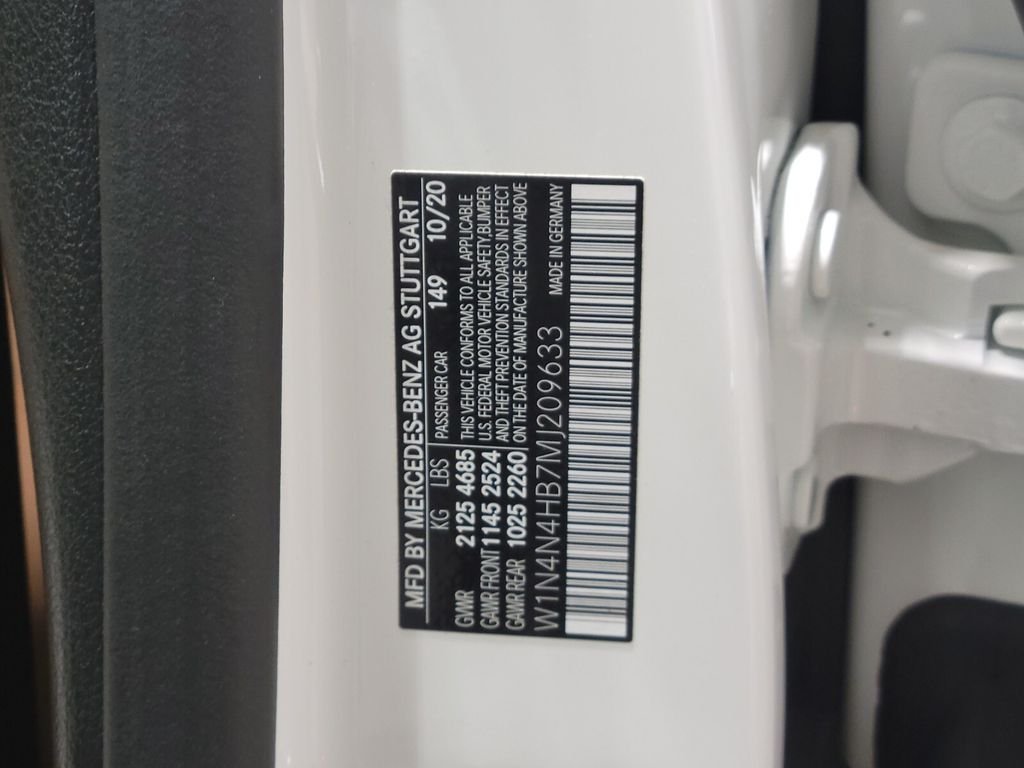 MFD BY MERCEDES-BENZ AG STUTTGART
KG LBS PASSENGER CAR 149 10/20
GVWR 2125 4685
GAWR FRONT 1145 2524
GAWR REAR 1025 2260
THIS VEHICLE CONFORMS TO ALL APPLICABLE
U.S. FEDERAL MOTOR VEHICLE SAFETY,BUMPER
AND THEFT PREVENTION STANDARDS IN EFFECT
ON THE DATE OF MANUFACTURE SHOWN ABOVE
W1N4N4HB7MJ209633 MADE IN GERMANY